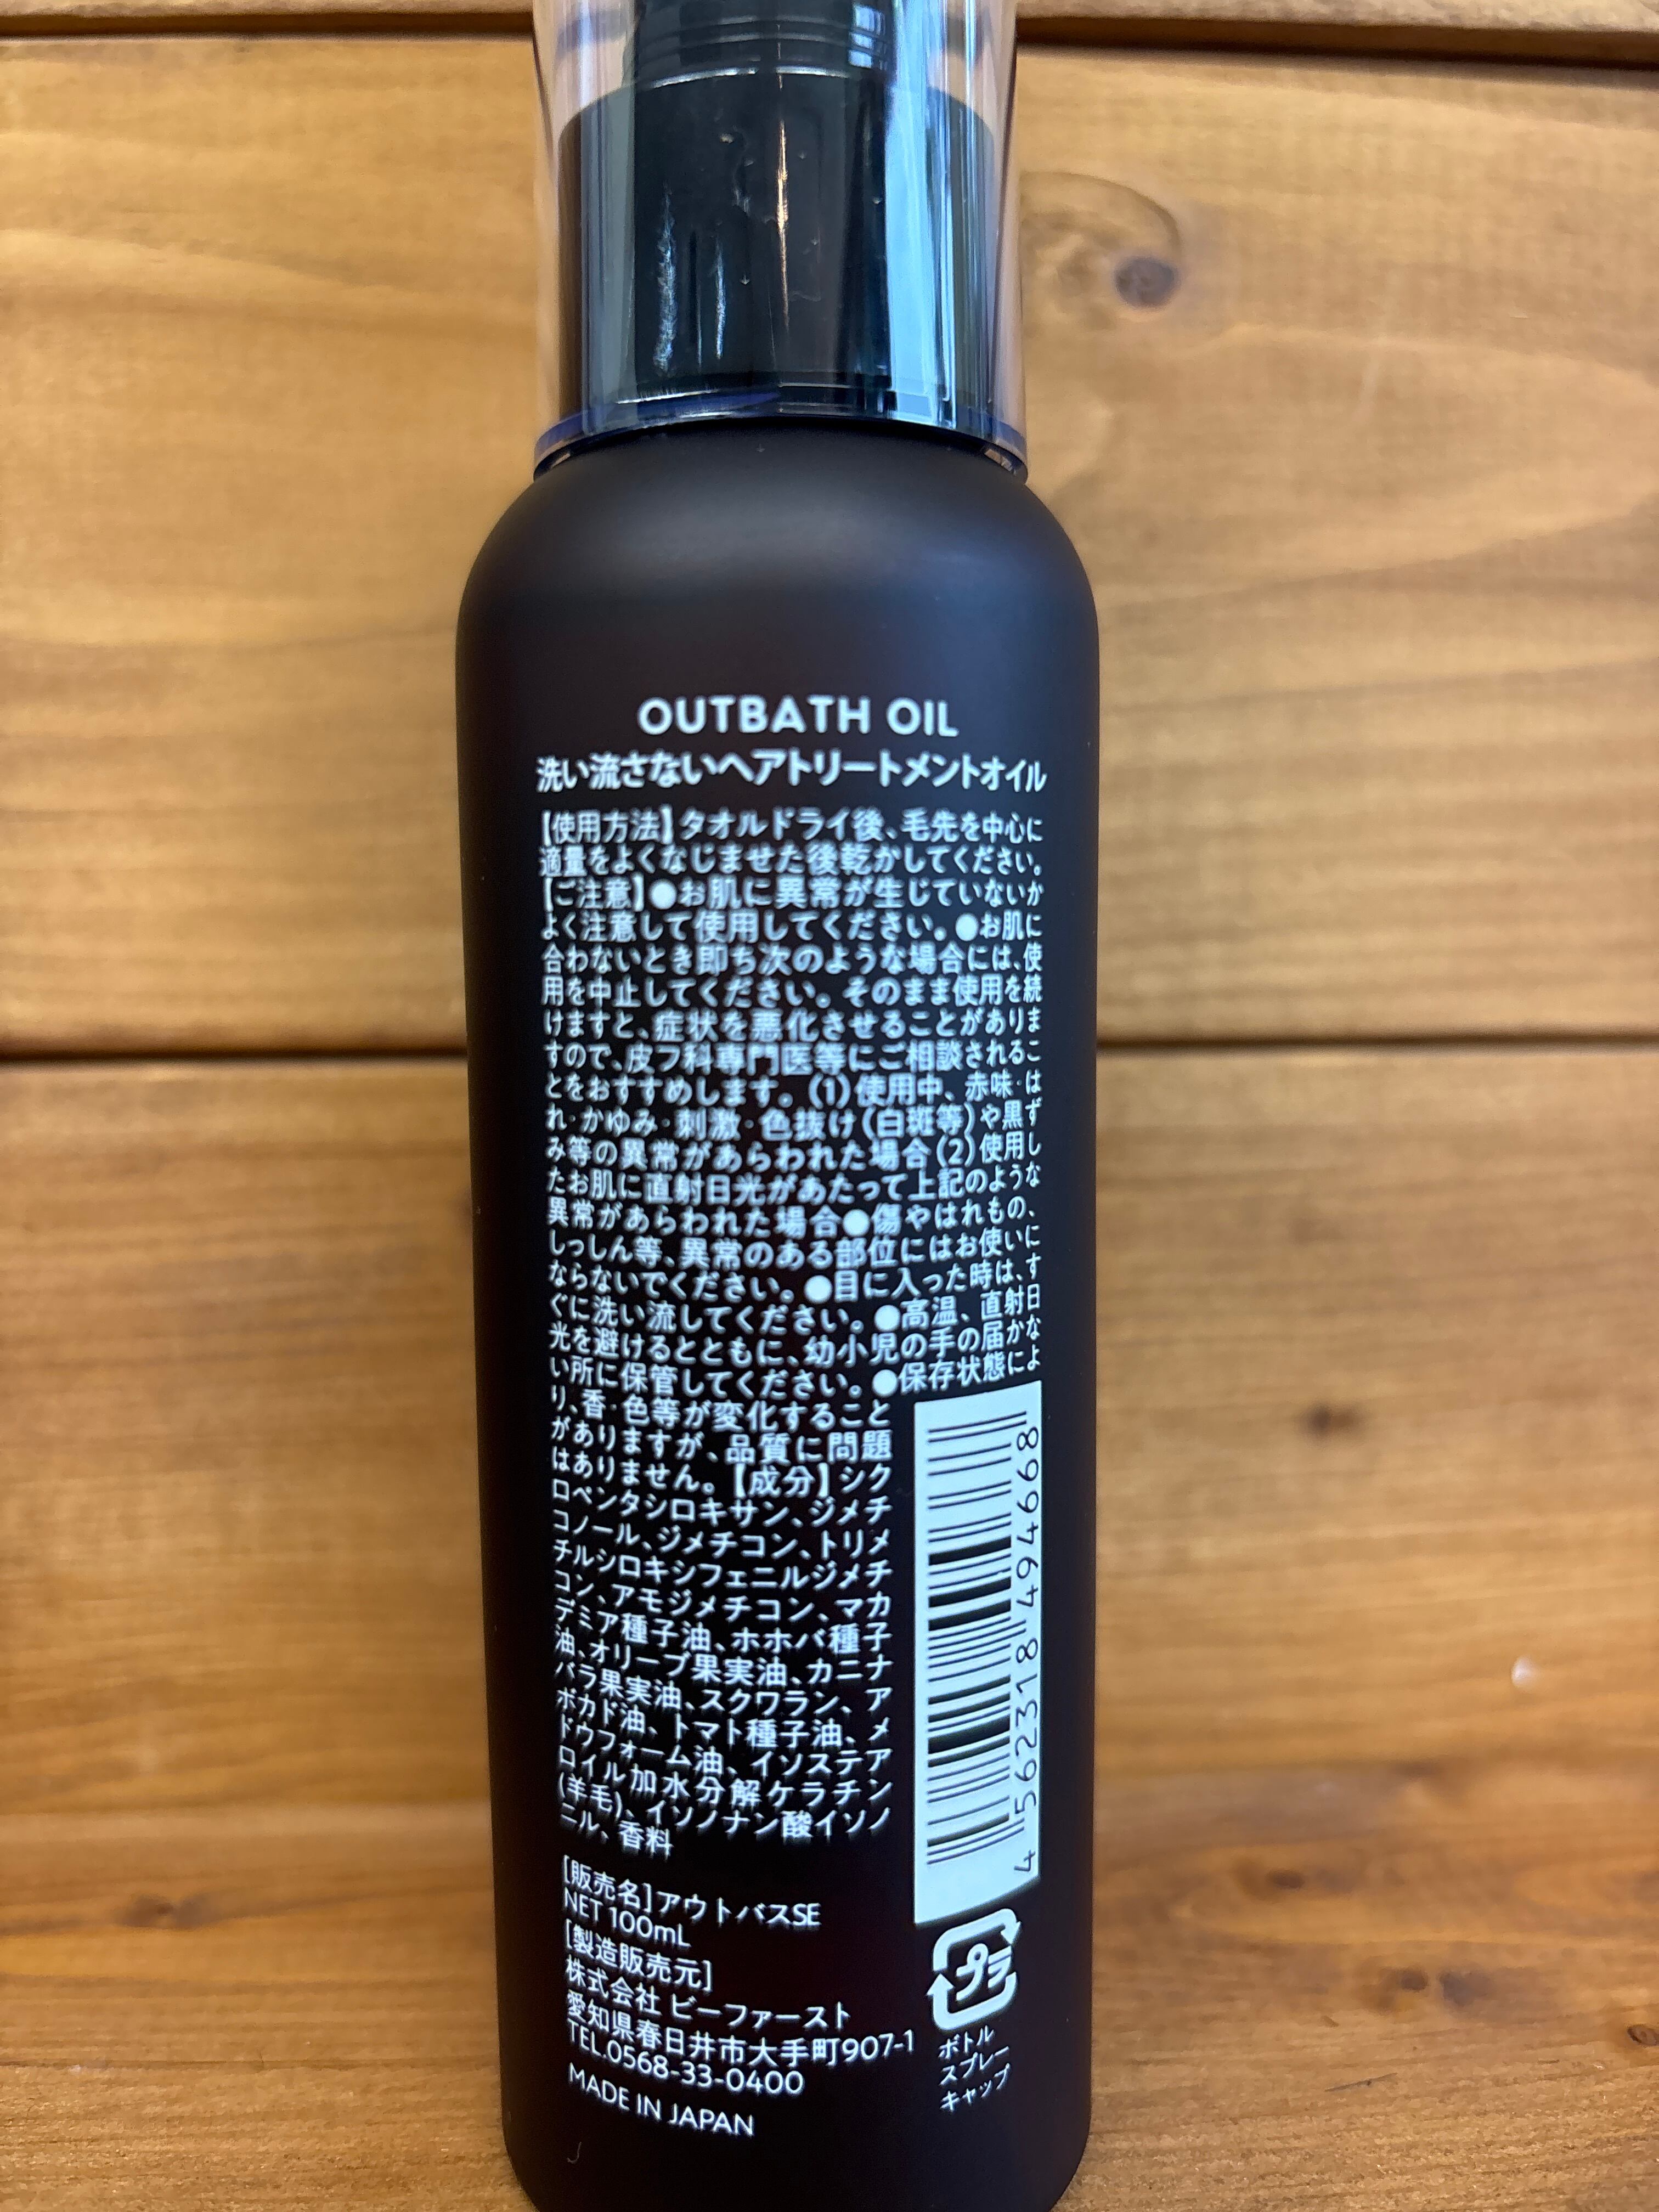 OUTBATH OIL
洗い流さないヘアトリートメントオイル
【使用方法】タオルドライ後、毛先を中心に
適量をよくなじませた後乾かしてください。
【ご注意】●お肌に異常が生じていないか
よく注意して使用してください。●お肌に
合わないとき即ち次のような場合には、使
用を中止してください。そのまま使用を続
けますと、症状を悪化させることがありま
すので、皮フ科専門医等にご相談されるこ
とをおすすめします。(1)使用中、赤味・は
れ・かゆみ・刺激・色抜け(白斑等)や黒ず
み等の異常があらわれた場合(2)使用し
たお肌に直射日光があたって上記のような
異常があらわれた場合●傷やはれもの、
しっしん等、異常のある部位にはお使いに
ならないでください。●目に入った時は、す
ぐに洗い流してください。●高温、直射日
光を避けるとともに、幼小児の手の届かな
い所に保管してください。●保存状態によ
り、香・色等が変化すること
がありますが、品質に問題
はありません。【成分】シク
ロペンタシロキサン、ジメチ
コノール、ジメチコン、トリメ
チルシロキシフェニルジメチ
コン、アモジメチコン、マカ
デミア種子油、ホホバ種子
油、オリーブ果実油、カニナ
バラ果実油、スクワラン、ア
ボカド油、トマト種子油、メ
ドウフォーム油、イソステア
ロイル加水分解ケラチン
(羊毛)、イソノナン酸イソノ
ニル、香料
4 562318 494668
[販売名]アウトバスSE
NET 100mL
[製造販売元]
株式会社 ビーファースト
愛知県春日井市大手町907-1
TEL.0568-33-0400
MADE IN JAPAN
プラ
ボトル
スプレー
キャップ